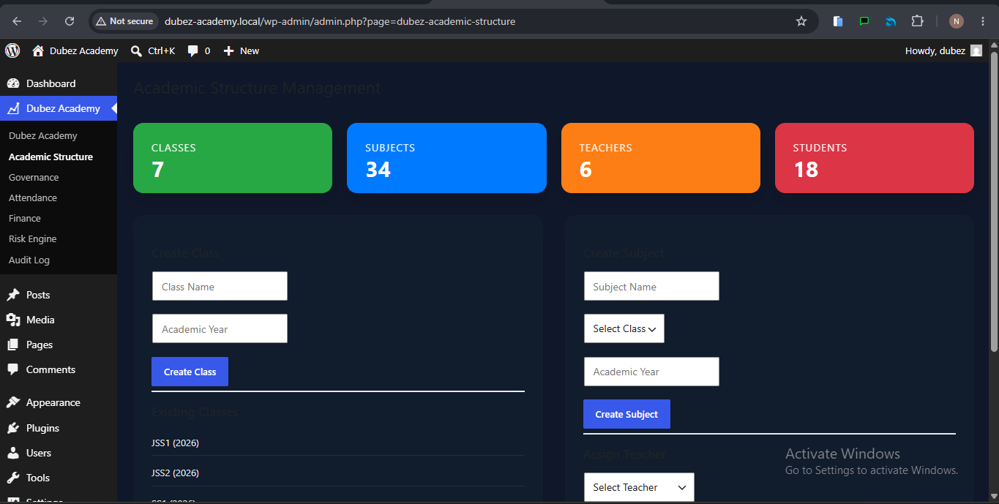 Not secure
dubez-academy.local/wp-admin/admin.php?page=dubez-academic-structure
N
Dubez Academy
Ctrl+K
0
New
Howdy, dubez
Dashboard
Dubez Academy
Dubez Academy
Academic Structure
Governance
Attendance
Finance
Risk Engine
Audit Log
Posts
Media
Pages
Comments
Appearance
Plugins
Users
Tools
Settings
Academic Structure Management
CLASSES
7
SUBJECTS
34
TEACHERS
6
STUDENTS
18
Create Class
Class Name
Academic Year
Create Class
Existing Classes
JSS1 (2026)
JSS2 (2026)
SS1 (2026)
Create Subject
Subject Name
Select Class
Academic Year
Create Subject
Assign Teacher
Select Teacher
Activate Windows
Go to Settings to activate Windows.